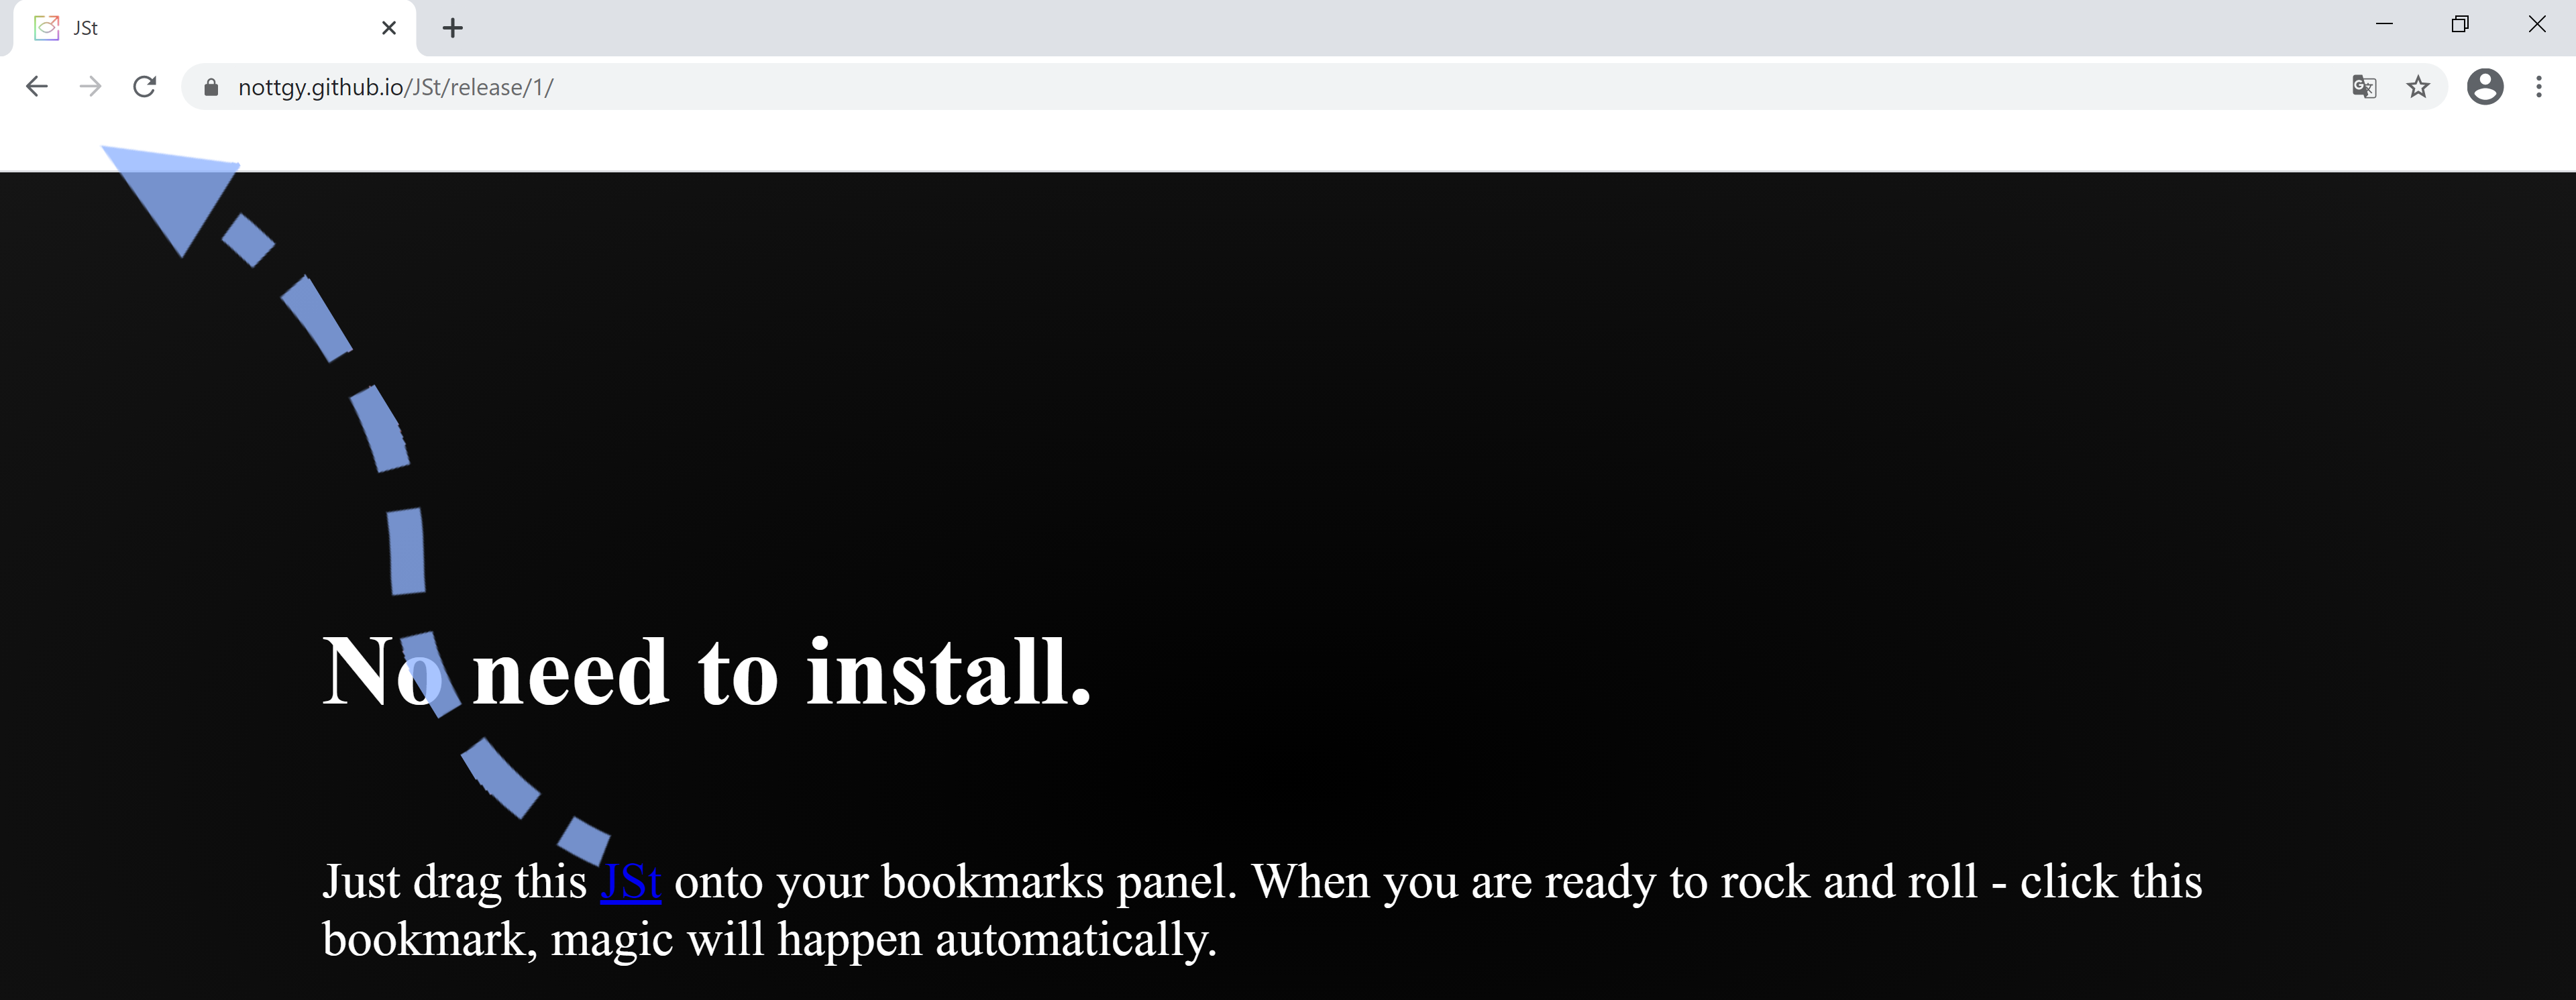 JSt
nottgy.github.io/JSt/release/1/
No need to install.
Just drag this JSt onto your bookmarks panel. When you are ready to rock and roll - click this
bookmark, magic will happen automatically.